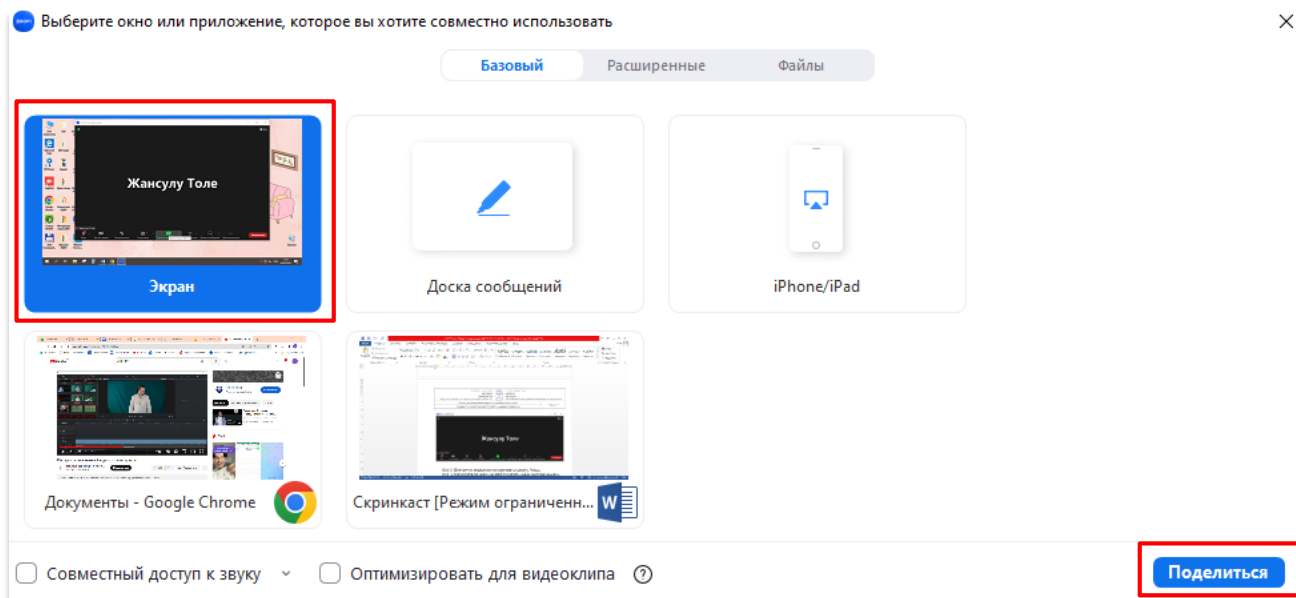 zoom
Выберите окно или приложение, которое вы хотите совместно использовать
Базовый
Расширенные
Файлы
Жансулу Толе
Экран
Доска сообщений
iPhone/iPad
Жансулу Толе
Документы - Google Chrome
Скринкаст [Режим ограниченн...
W
Совместный доступ к звуку
Оптимизировать для видеоклипа
?
Поделиться